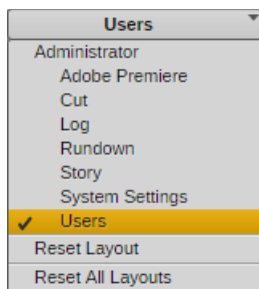 Users
Administrator
Adobe Premiere
Cut
Log
Rundown
Story
System Settings
Users
Reset Layout
Reset All Layouts